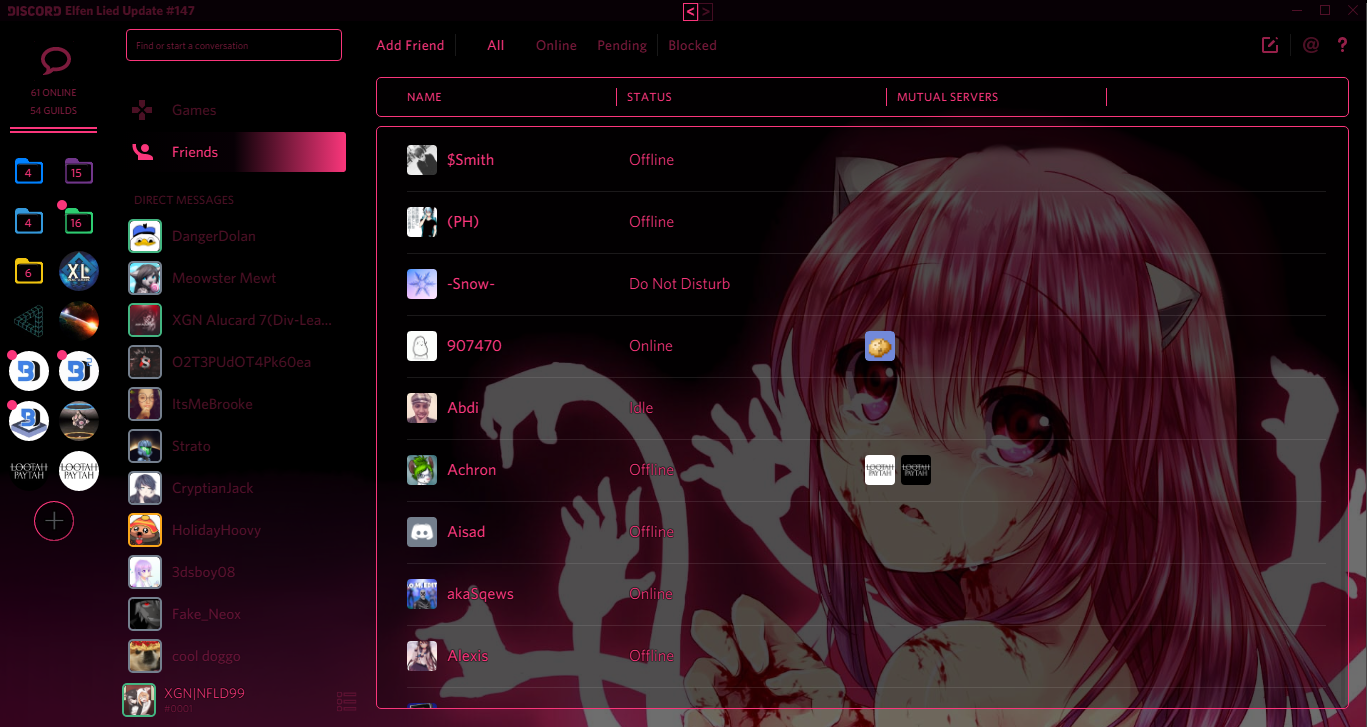 DISCORD Elfen Lied Update #147
< >
Find or start a conversation
Add Friend All Online Pending Blocked
@ ?
61 ONLINE
54 GUILDS
Games
Friends
DIRECT MESSAGES
4 15
4 16
6 XL
LOOTAH PAYTAH LOOTAH PAYTAH
DangerDolan
Meowster Mewt
XGN Alucard 7(Div-Lea...
O2T3PUdOT4Pk60ea
ItsMeBrooke
Strato
CryptianJack
HolidayHoovy
3dsboy08
Fake_Neox
cool doggo
XGN|NFLD99
#0001
NAME STATUS MUTUAL SERVERS
$Smith Offline
(PH) Offline
-Snow- Do Not Disturb
907470 Online
Abdi Idle
Achron Offline LOOTAH PAYTAH LOOTAH PAYTAH
Aisad Offline
akaSqews Online
Alexis Offline